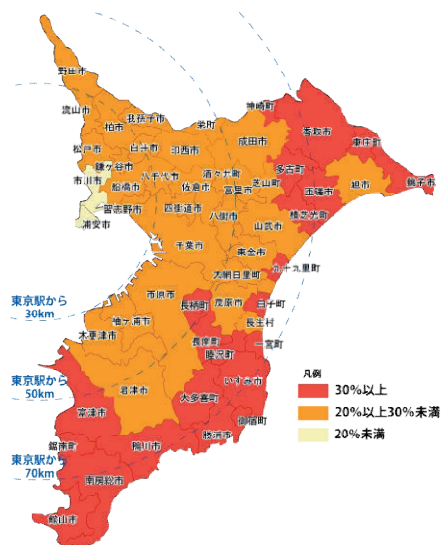 野田市
流山市
柏市
我孫子市
栄町
神崎町
香取市
東庄町
松戸市
白井市
印西市
成田市
鎌ケ谷市
市川市
船橋市
八千代市
酒々井町
佐倉市
富里市
芝山町
多古町
匝瑳市
旭市
銚子市
習志野市
浦安市
四街道市
八街市
山武市
横芝光町
千葉市
東金市
大網白里町
九十九里町
東京駅から
30km
市原市
長柄町
茂原市
白子町
長生村
袖ケ浦市
木更津市
長南町
睦沢町
一宮町
東京駅から
50km
君津市
いすみ市
富津市
大多喜町
御宿町
勝浦市
鋸南町
鴨川市
東京駅から
70km
南房総市
館山市
凡例
30%以上
20%以上30%未満
20%未満